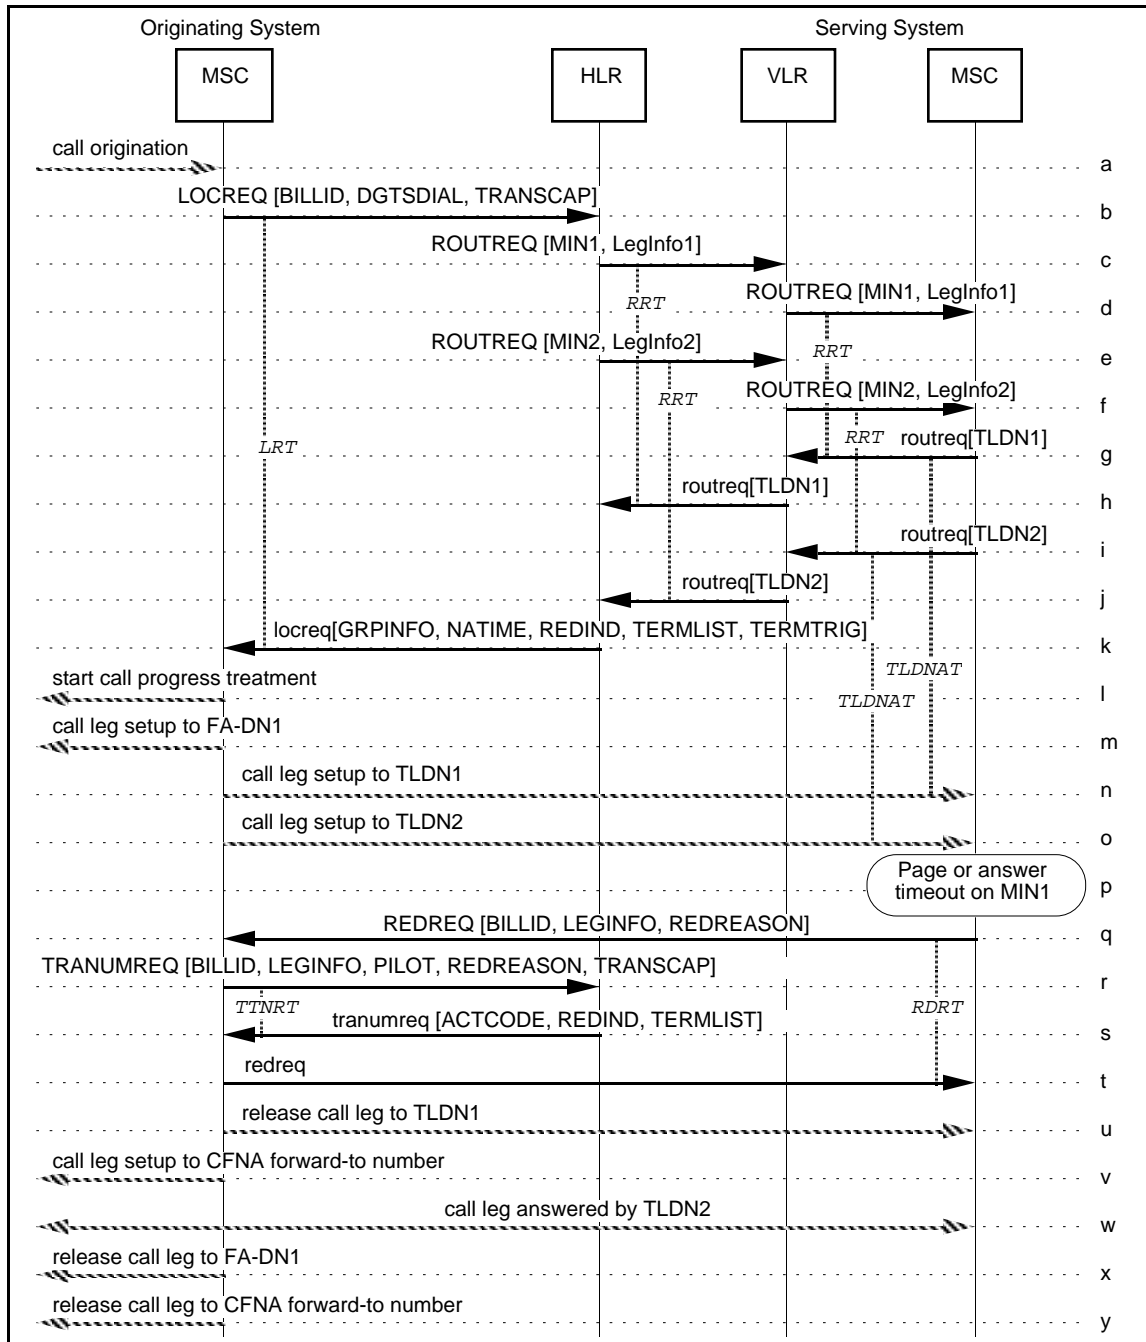 Originating System
Serving System
MSC
HLR
VLR
MSC
call origination
a
LOCREQ [BILLID, DGTSDIAL, TRANSCAP]
b
ROUTREQ [MIN1, LegInfo1]
c
RRT
ROUTREQ [MIN1, LegInfo1]
d
ROUTREQ [MIN2, LegInfo2]
RRT
e
RRT
ROUTREQ [MIN2, LegInfo2]
f
LRT
RRT
routreq[TLDN1]
g
routreq[TLDN1]
h
routreq[TLDN2]
i
routreq[TLDN2]
j
locreq[GRPINFO, NATIME, REDIND, TERMLIST, TERMTRIG]
k
TLDNAT
start call progress treatment
TLDNAT
l
call leg setup to FA-DN1
m
call leg setup to TLDN1
n
call leg setup to TLDN2
o
Page or answer
timeout on MIN1
p
REDREQ [BILLID, LEGINFO, REDREASON]
q
TRANUMREQ [BILLID, LEGINFO, PILOT, REDREASON, TRANSCAP]
r
TTNRT
RDRT
tranumreq [ACTCODE, REDIND, TERMLIST]
s
redreq
t
release call leg to TLDN1
u
call leg setup to CFNA forward-to number
v
call leg answered by TLDN2
w
release call leg to FA-DN1
x
release call leg to CFNA forward-to number
y